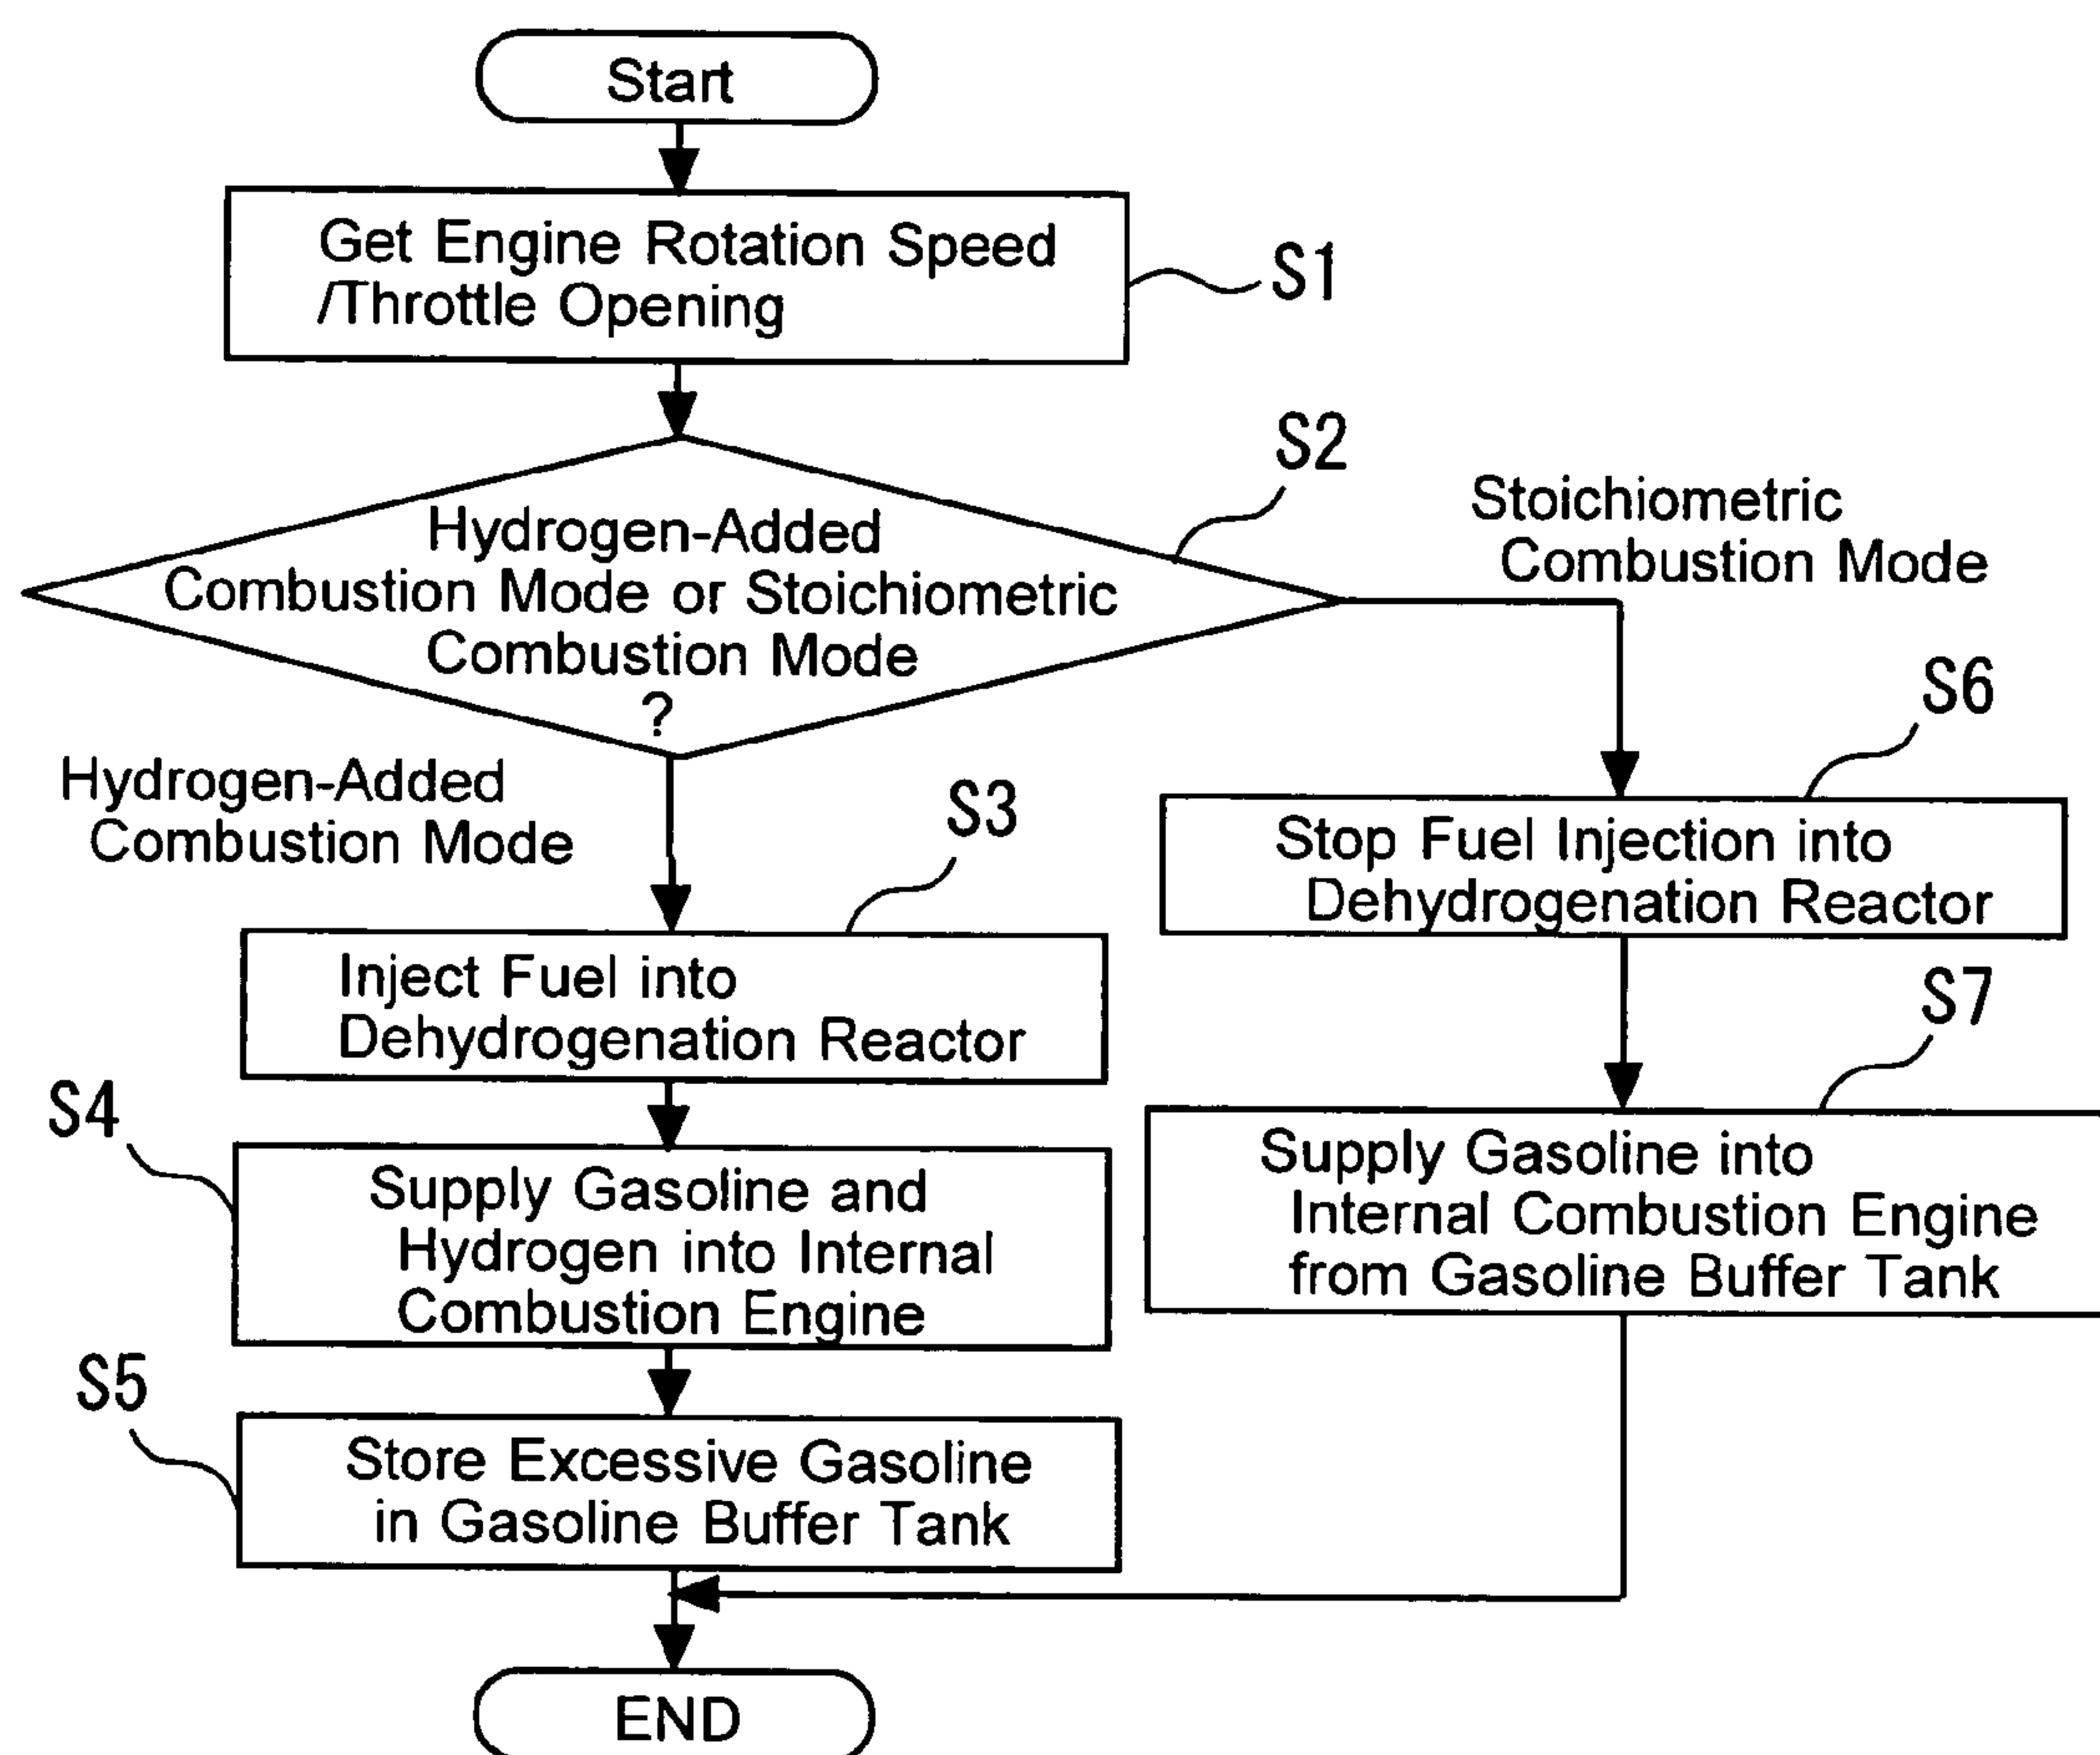 Start
Get Engine Rotation Speed
/Throttle Opening
S1
S2
Hydrogen-Added
Combustion Mode or Stoichiometric
Combustion Mode
?
Stoichiometric
Combustion Mode
Hydrogen-Added
Combustion Mode
S3
Inject Fuel into
Dehydrogenation Reactor
S4
Supply Gasoline and
Hydrogen into Internal
Combustion Engine
S5
Store Excessive Gasoline
in Gasoline Buffer Tank
S6
Stop Fuel Injection into
Dehydrogenation Reactor
S7
Supply Gasoline into
Internal Combustion Engine
from Gasoline Buffer Tank
END